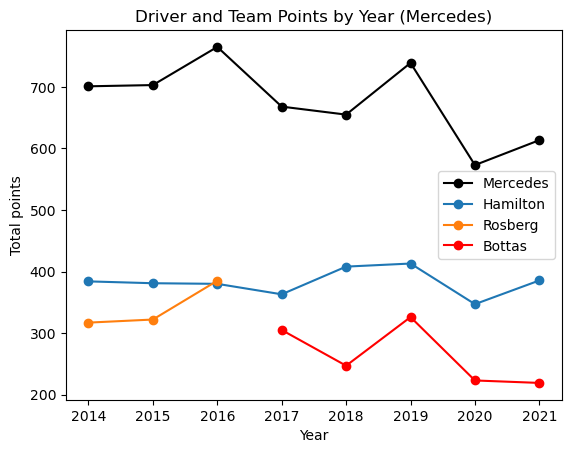 Driver and Team Points by Year (Mercedes)
Total points
700
600
500
400
300
200
Mercedes
Hamilton
Rosberg
Bottas
2014 2015 2016 2017 2018 2019 2020 2021
Year